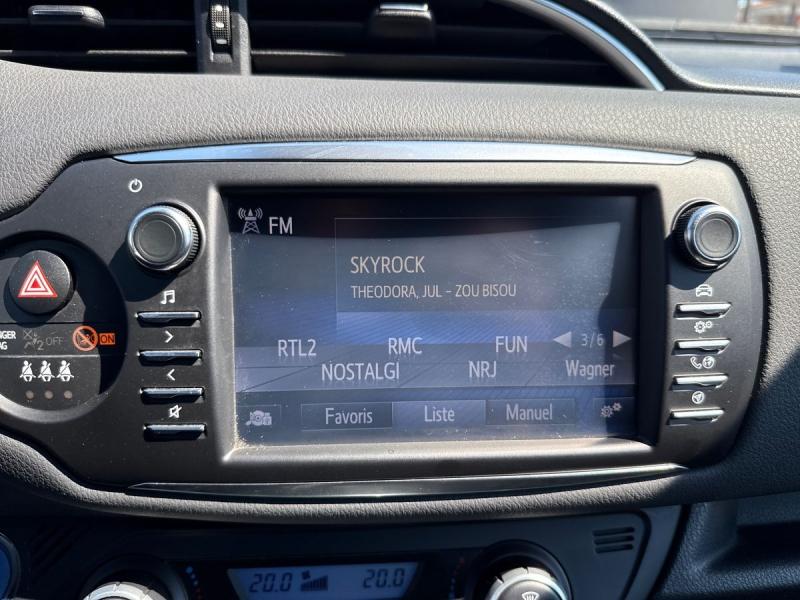 FM
SKYROCK
THEODORA, JUL - ZOU BISOU
RTL2 RMC FUN 3/6
NOSTALGI NRJ Wagner
Favoris Liste Manuel
2 OFF ON
20.0 20.0